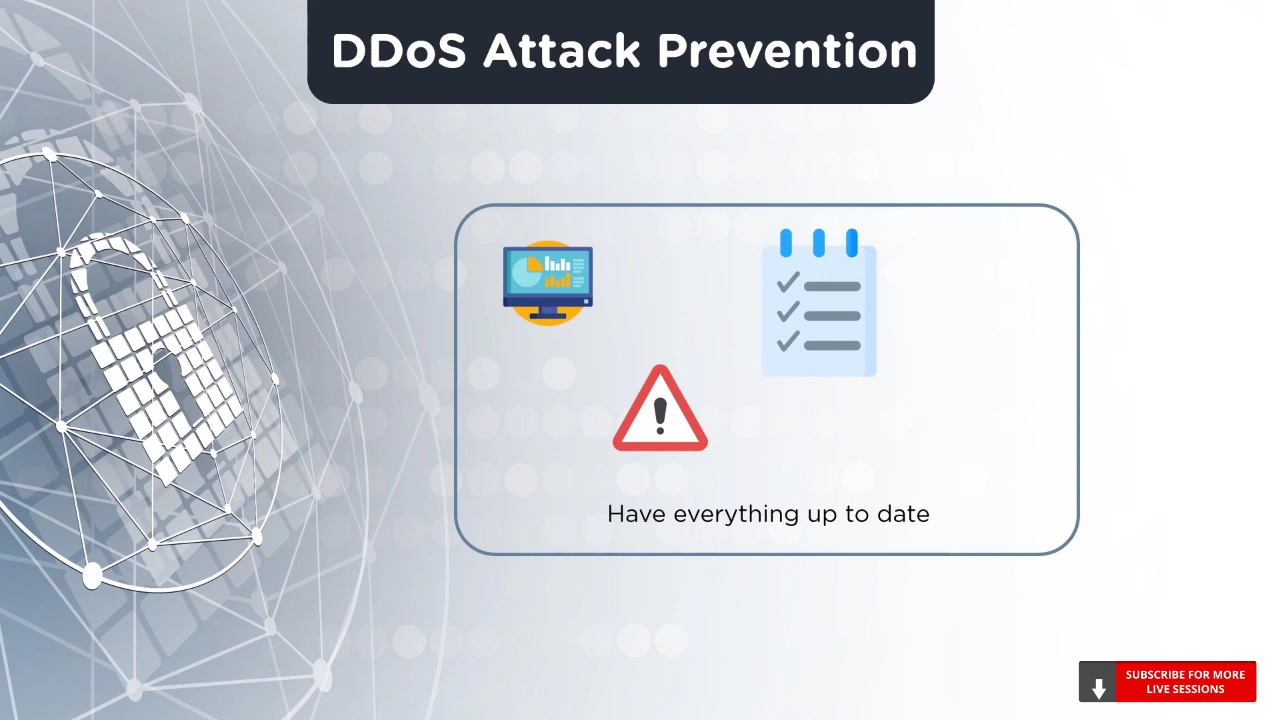 DDoS Attack Prevention
Have everything up to date
SUBSCRIBE FOR MORE
LIVE SESSIONS